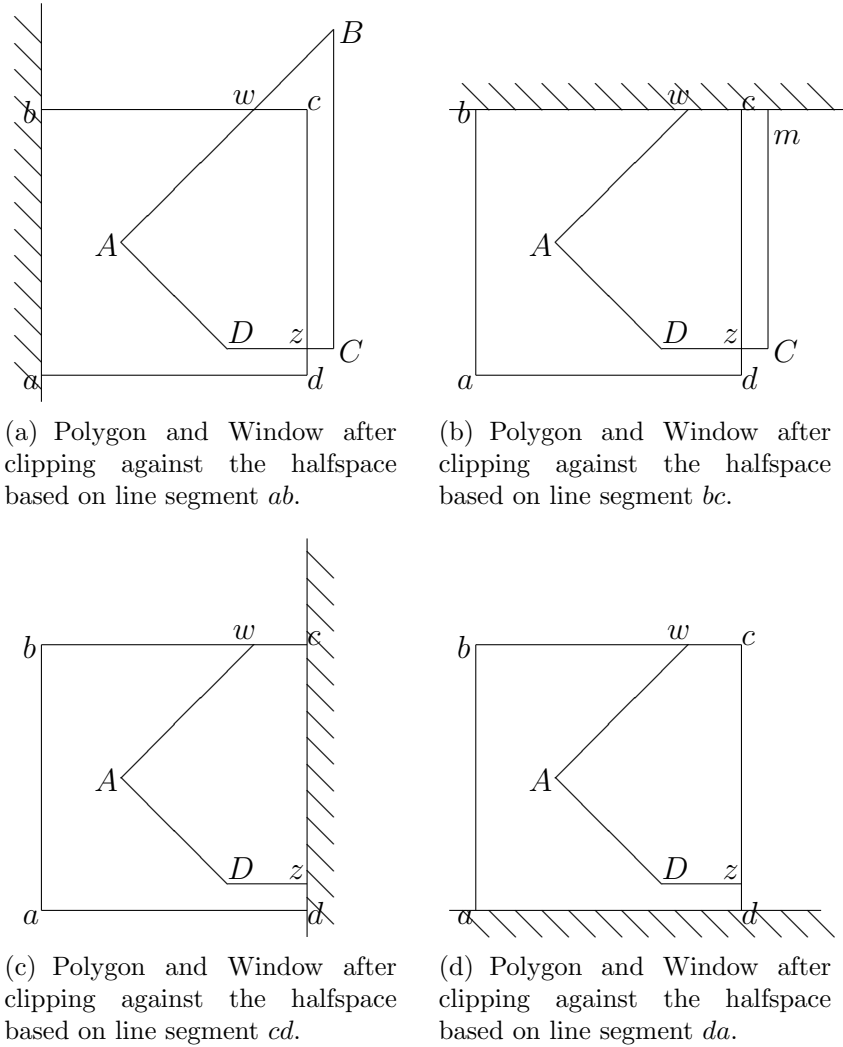 B
w
c
b
A
D
z
C
a
d
(a) Polygon and Window after
clipping against the halfspace
based on line segment ab.
w
c
b
m
A
D
z
C
a
d
(b) Polygon and Window after
clipping against the halfspace
based on line segment bc.
w
c
b
A
D
z
a
d
(c) Polygon and Window after
clipping against the halfspace
based on line segment cd.
w
c
b
A
D
z
a
d
(d) Polygon and Window after
clipping against the halfspace
based on line segment da.